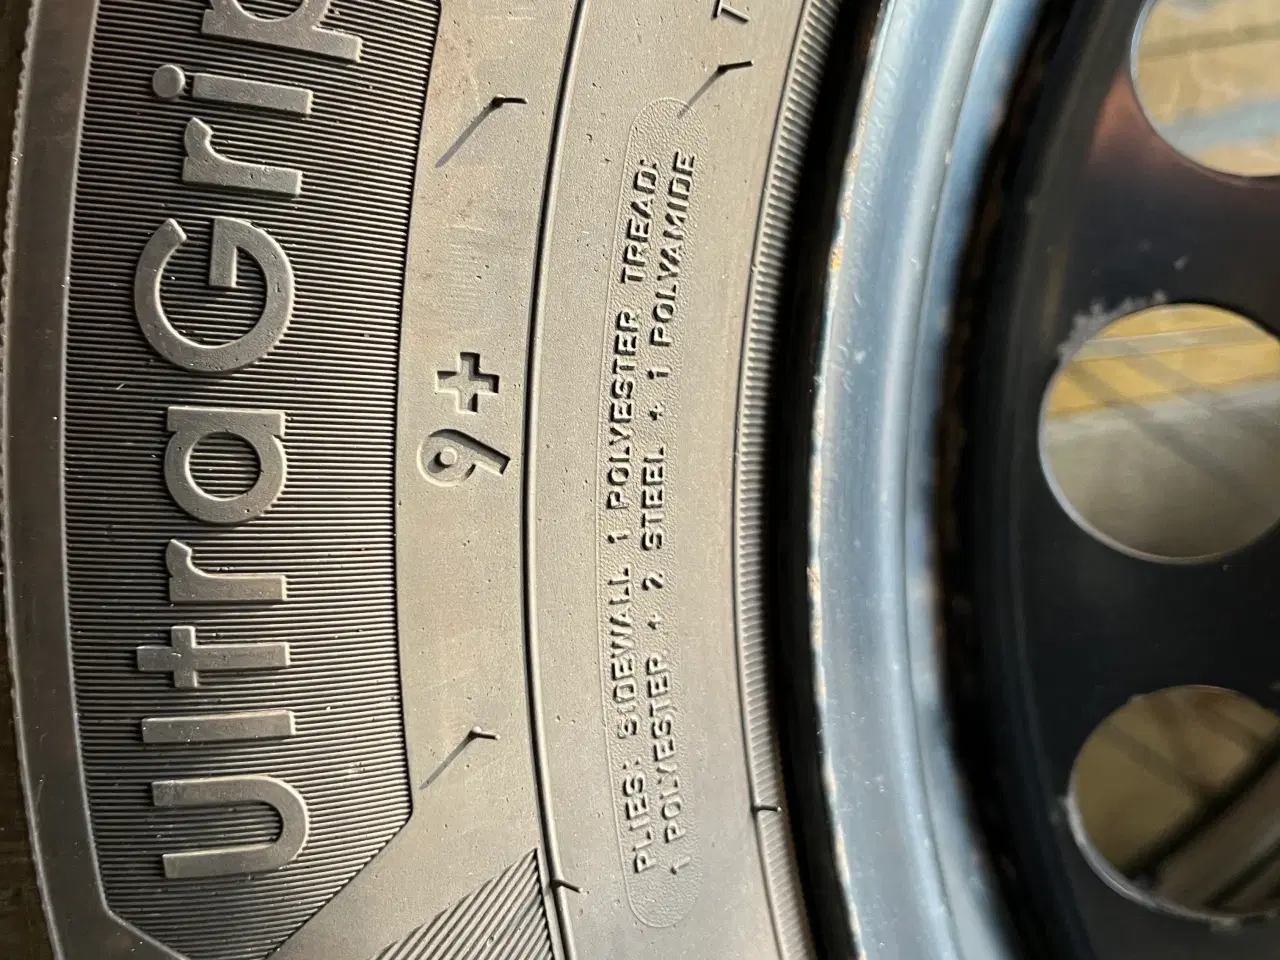 UltraGrip
9+
PLIES: SIDEWALL 1 POLYESTER TREAD:
1 POLYESTER + 2 STEEL + 1 POLYAMIDE